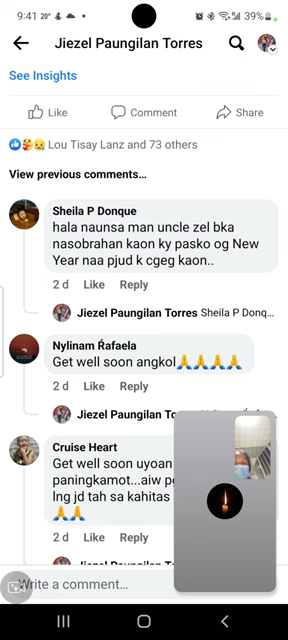 9:41 20°
39%
Jiezel Paungilan Torres
See Insights
Like Comment Share
Lou Tisay Lanz and 73 others
View previous comments...
Sheila P Donque
hala naunsa man uncle zel bka
nasobrahan kaon ky pasko og New
Year naa pjud k cgeg kaon..
2 d Like Reply
Jiezel Paungilan Torres Sheila P Donq...
Nylinam Ŕafaela
Get well soon angkol🙏🙏🙏🙏
2 d Like Reply
Jiezel Paungilan Torres
Cruise Heart
Get well soon uyoan
paningkamot...aiw
lng jd tah sa kahitas
🙏🙏
2 d Like Reply
Write a comment...